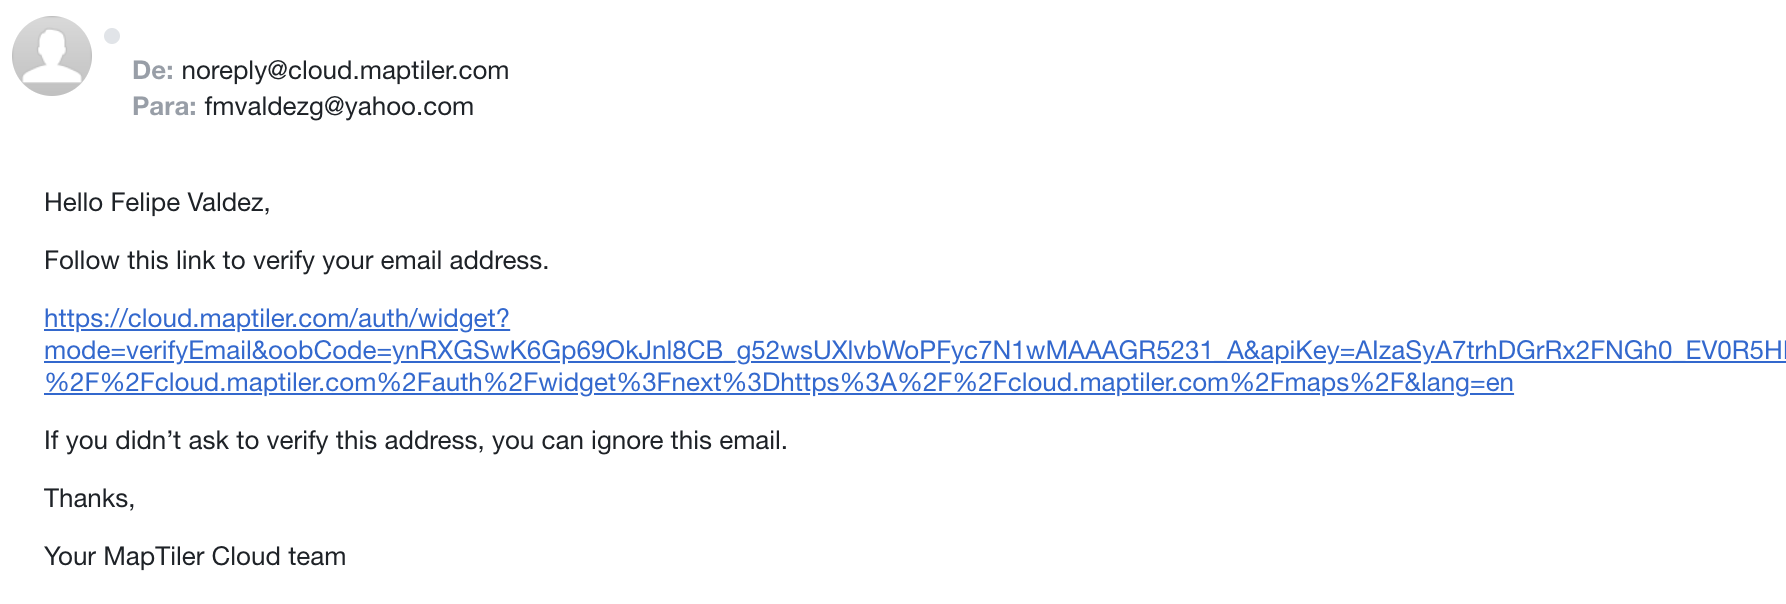 De: noreply@cloud.maptiler.com
Para: fmvaldezg@yahoo.com
Hello Felipe Valdez,
Follow this link to verify your email address.
https://cloud.maptiler.com/auth/widget?
mode=verifyEmail&oobCode=ynRXGSwK6Gp69OkJnl8CB_g52wsUXlvbWoPFyc7N1wMAAAGR5231_A&apiKey=AIzaSyA7trhDGrRx2FNGh0_EV0R5H
%2F%2Fcloud.maptiler.com%2Fauth%2Fwidget%3Fnext%3Dhttps%3A%2F%2Fcloud.maptiler.com%2Fmaps%2F&lang=en
If you didn’t ask to verify this address, you can ignore this email.
Thanks,
Your MapTiler Cloud team